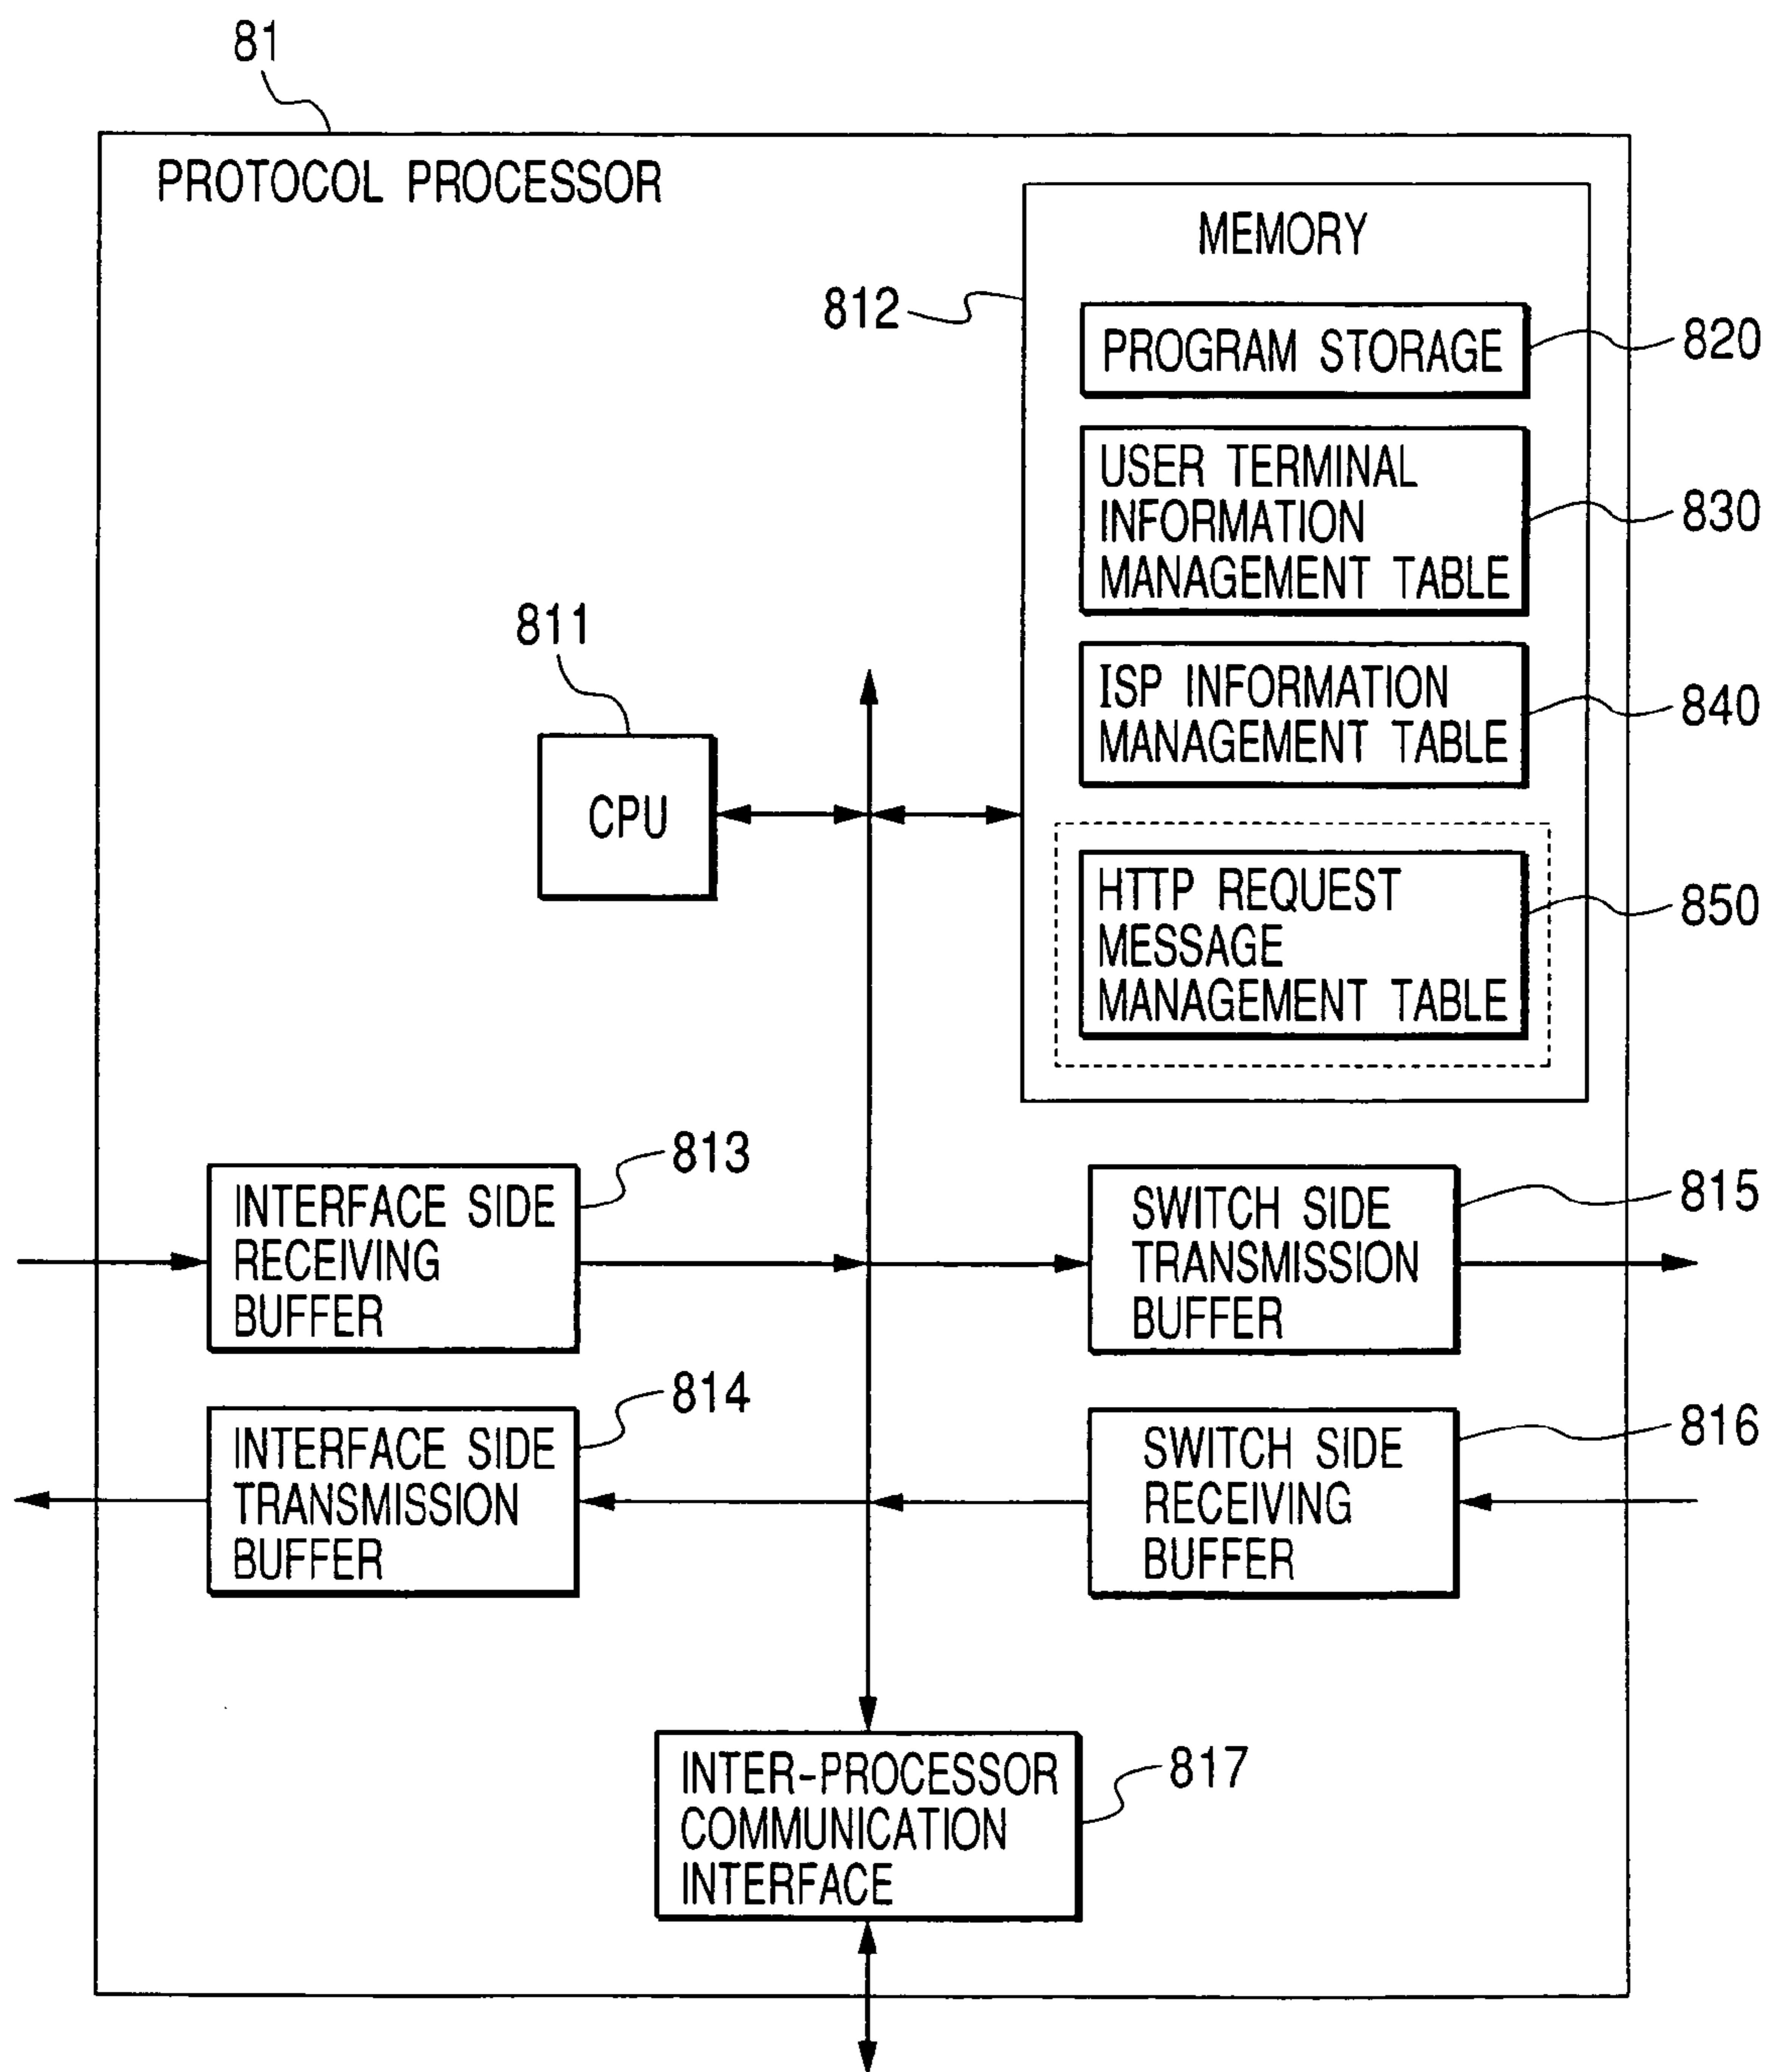 81
PROTOCOL PROCESSOR
MEMORY
812
PROGRAM STORAGE
820
USER TERMINAL
INFORMATION
MANAGEMENT TABLE
830
811
ISP INFORMATION
MANAGEMENT TABLE
840
CPU
HTTP REQUEST
MESSAGE
MANAGEMENT TABLE
850
813
INTERFACE SIDE
RECEIVING
BUFFER
SWITCH SIDE
TRANSMISSION
BUFFER
815
814
INTERFACE SIDE
TRANSMISSION
BUFFER
SWITCH SIDE
RECEIVING
BUFFER
816
INTER-PROCESSOR
COMMUNICATION
INTERFACE
817